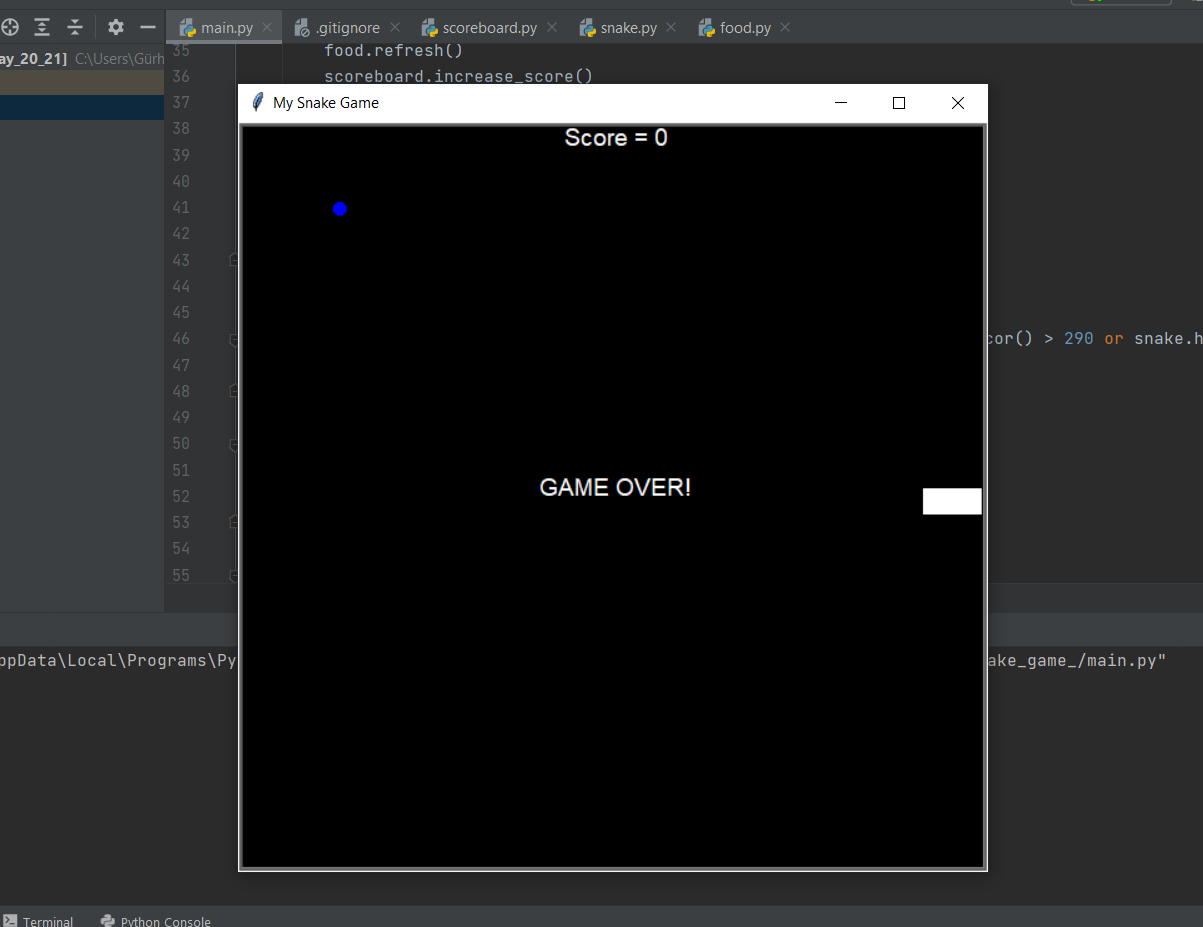 main.py .gitignore scoreboard.py snake.py food.py
ay_20_21] C:\Users\Gürh
35 food.refresh()
36 scoreboard.increase_score()
37
My Snake Game
38
Score = 0
39
40
41
42
43
44
45
46 cor() > 290 or snake.h
47
48
49
50
GAME OVER!
51
52
53
54
55
ppData\Local\Programs\Py ake_game_/main.py"
Terminal Python Console